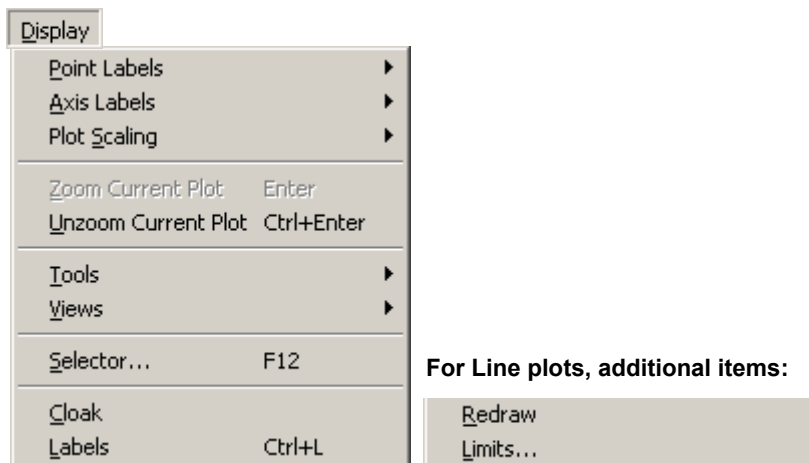 Display
Point Labels
Axis Labels
Plot Scaling
Zoom Current Plot Enter
Unzoom Current Plot Ctrl+Enter
Tools
Views
Selector... F12
Cloak
Labels Ctrl+L
For Line plots, additional items:
Redraw
Limits...